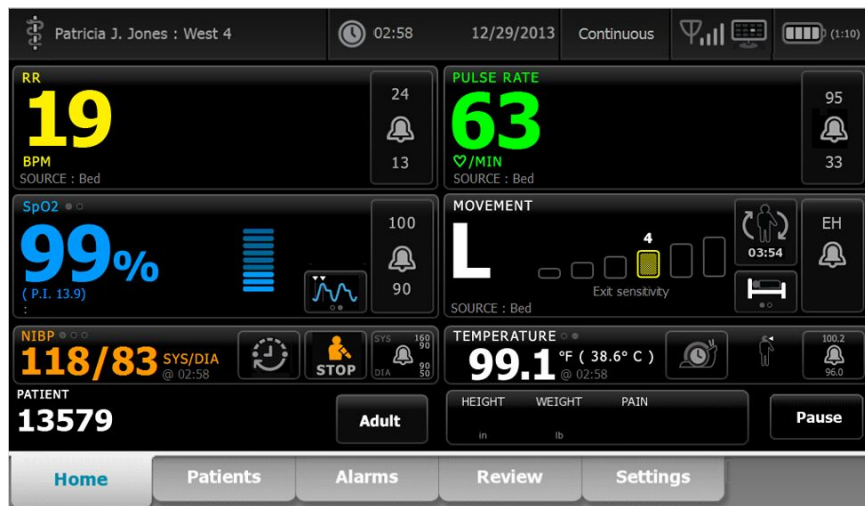 Patricia J. Jones : West 4
02:58
12/29/2013
Continuous
(1:10)
RR
19
BPM
SOURCE : Bed
24
13
PULSE RATE
63
/MIN
SOURCE : Bed
95
33
SpO2
99%
( P.I. 13.9)
:
100
90
MOVEMENT
L
4
Exit sensitivity
SOURCE : Bed
03:54
EH
NIBP
118/83 SYS/DIA
@ 02:58
STOP
SYS 160
90
DIA 90
50
TEMPERATURE
99.1 °F ( 38.6° C )
@ 02:58
100.2
96.0
PATIENT
13579
Adult
HEIGHT WEIGHT PAIN
in lb
Pause
Home Patients Alarms Review Settings